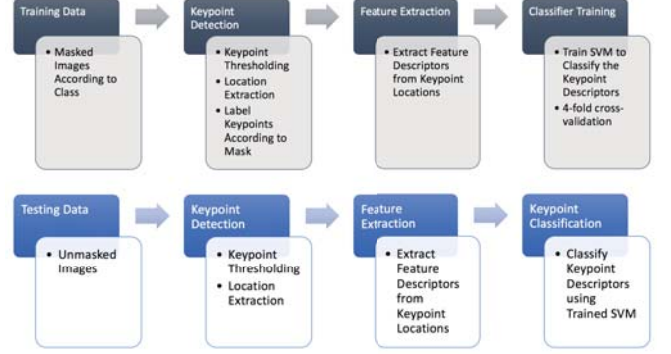 Training Data
• Masked
Images
According to
Class
Keypoint
Detection
• Keypoint
Thresholding
• Location
Extraction
• Label
Keypoints
According to
Mask
Feature Extraction
• Extract Feature
Descriptors
from Keypoint
Locations
Classifier Training
• Train SVM to
Classify the
Keypoint
Descriptors
• 4-fold cross-
validation
Testing Data
• Unmasked
Images
Keypoint
Detection
• Keypoint
Thresholding
• Location
Extraction
Feature
Extraction
• Extract
Feature
Descriptors
from
Keypoint
Locations
Keypoint
Classification
• Classify
Keypoint
Descriptors
using
Trained SVM